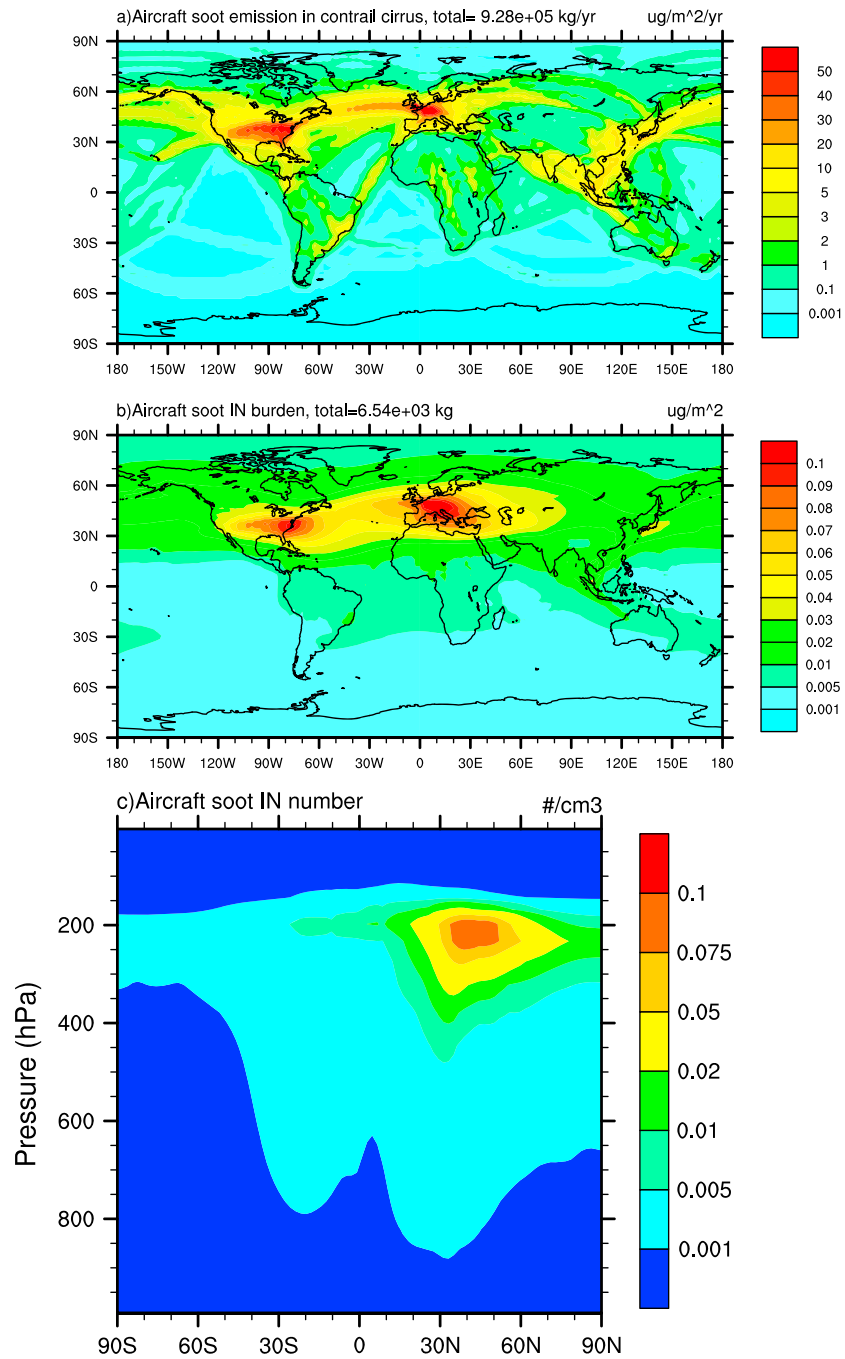 a)Aircraft soot emission in contrail cirrus, total= 9.28e+05 kg/yr ug/m^2/yr
90N
60N
30N
0
30S
60S
90S
180 150W 120W 90W 60W 30W 0 30E 60E 90E 120E 150E 180
50
40
30
20
10
5
3
2
1
0.1
0.001
b)Aircraft soot IN burden, total=6.54e+03 kg ug/m^2
90N
60N
30N
0
30S
60S
90S
180 150W 120W 90W 60W 30W 0 30E 60E 90E 120E 150E 180
0.1
0.09
0.08
0.07
0.06
0.05
0.04
0.03
0.02
0.01
0.005
0.001
c)Aircraft soot IN number #/cm3
Pressure (hPa)
200
400
600
800
90S 60S 30S 0 30N 60N 90N
0.1
0.075
0.05
0.02
0.01
0.005
0.001